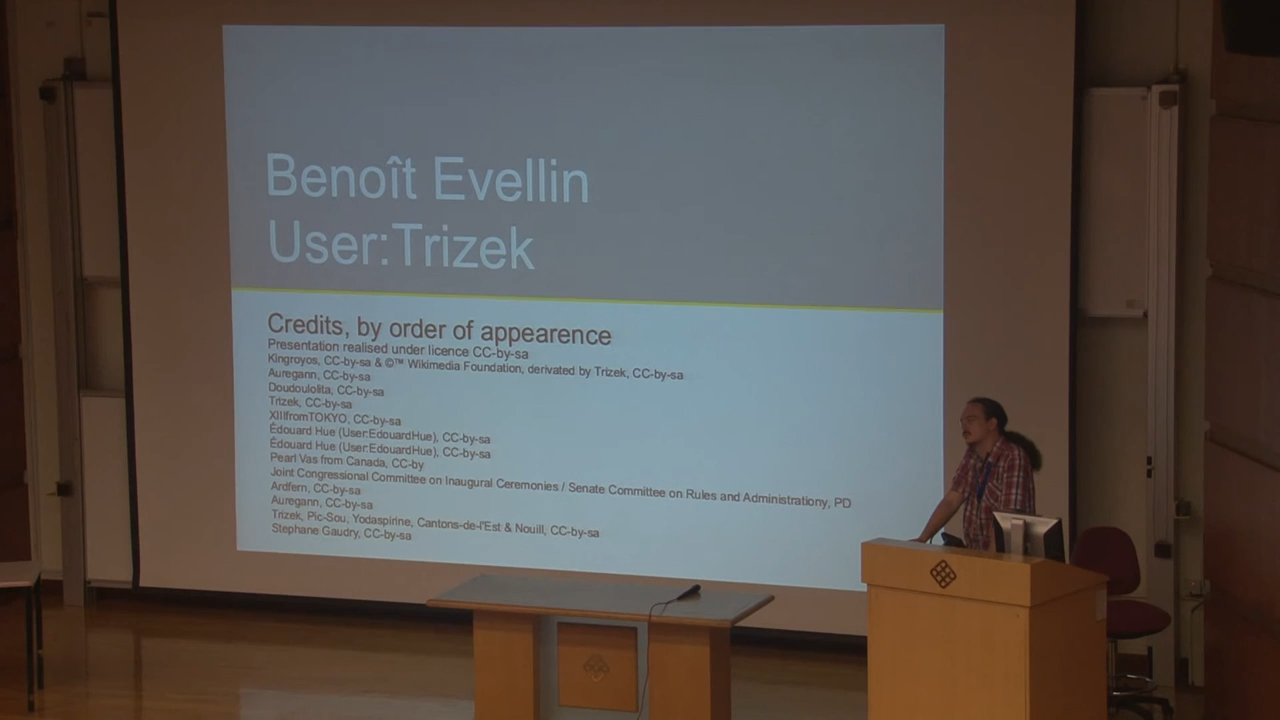 Benoît Evellin
User:Trizek
Credits, by order of appearence
Presentation realised under licence CC-by-sa
Kingroyos, CC-by-sa & ©™ Wikimedia Foundation, derivated by Trizek, CC-by-sa
Auregann, CC-by-sa
Doudoulolita, CC-by-sa
Trizek, CC-by-sa
XIIIfromTOKYO, CC-by-sa
Édouard Hue (User:EdouardHue), CC-by-sa
Édouard Hue (User:EdouardHue), CC-by-sa
Pearl Vas from Canada, CC-by
Joint Congressional Committee on Inaugural Ceremonies / Senate Committee on Rules and Administrationy, PD
Ardfern, CC-by-sa
Auregann, CC-by-sa
Trizek, Pic-Sou, Yodaspirine, Cantons-de-l'Est & Nouill, CC-by-sa
Stephane Gaudry, CC-by-sa